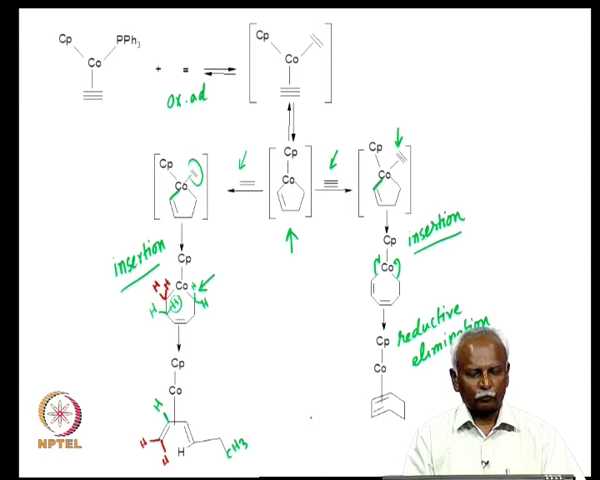 Cp
PPh3
Co
+
=
Ox.ad
Cp
Co
Cp
Co
Cp
Co
Cp
Co
insertion
insertion
Cp
Co
H
H
H
H
H
H
Cp
Co
reductive
elimination
Cp
Co
Cp
Co
H
H
H
H
CH3
NPTEL